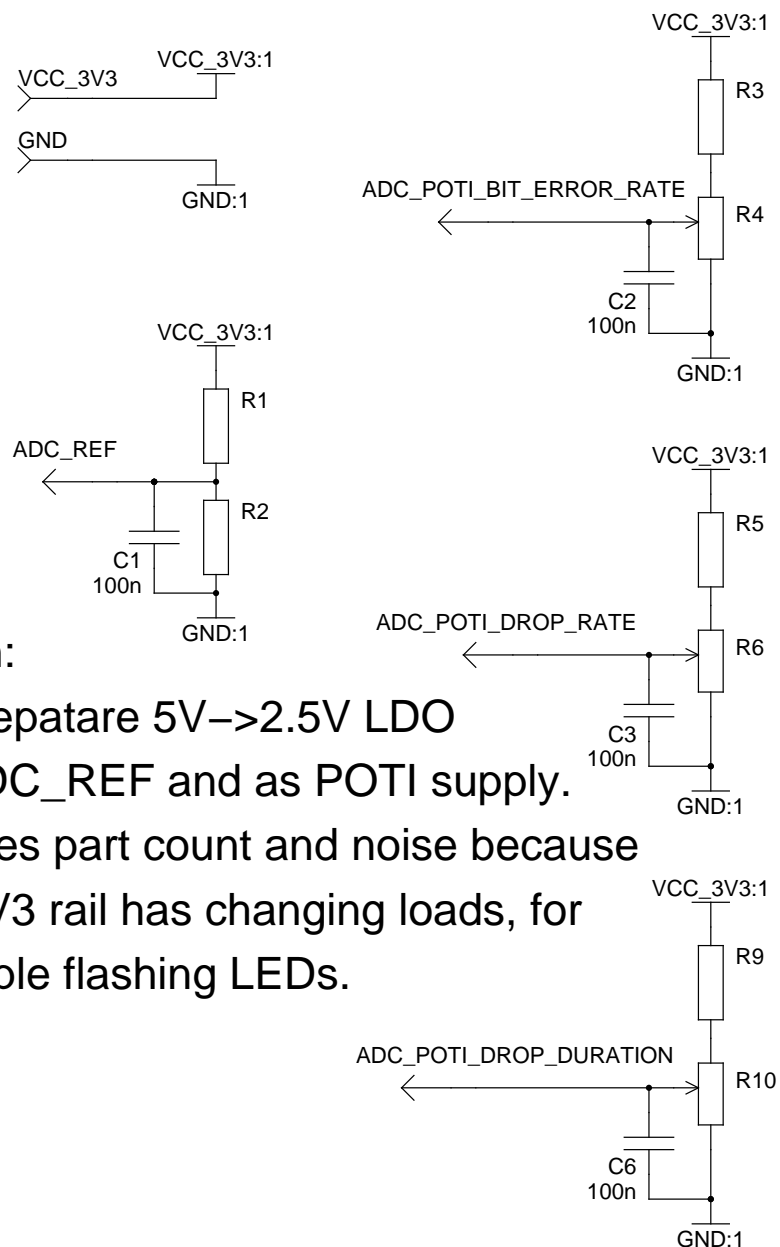 VCC_3V3
VCC_3V3:1
GND
GND:1
VCC_3V3:1
R3
ADC_POTI_BIT_ERROR_RATE
R4
C2
100n
GND:1
VCC_3V3:1
R1
ADC_REF
R2
C1
100n
GND:1
VCC_3V3:1
R5
ADC_POTI_DROP_RATE
R6
C3
100n
GND:1
epatare 5V->2.5V LDO
DC_REF and as POTI supply.
es part count and noise because
V3 rail has changing loads, for
ple flashing LEDs.
VCC_3V3:1
R9
ADC_POTI_DROP_DURATION
R10
C6
100n
GND:1